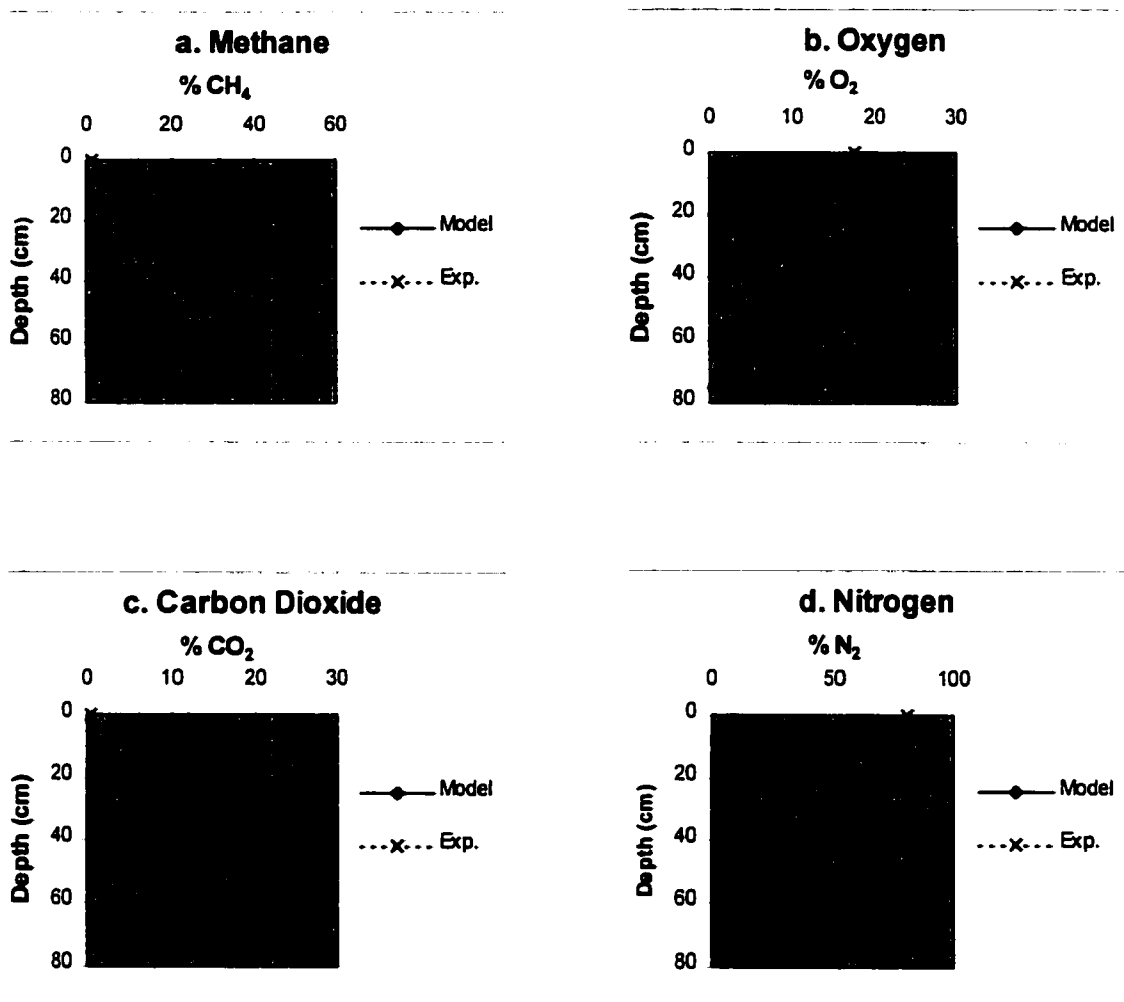 a. Methane
% CH₄
0 20 40 60
0
20
40
60
80
Depth (cm)
Model
Exp.
b. Oxygen
% O₂
0 10 20 30
0
20
40
60
80
Depth (cm)
Model
Exp.
c. Carbon Dioxide
% CO₂
0 10 20 30
0
20
40
60
80
Depth (cm)
Model
Exp.
d. Nitrogen
% N₂
0 50 100
0
20
40
60
80
Depth (cm)
Model
Exp.